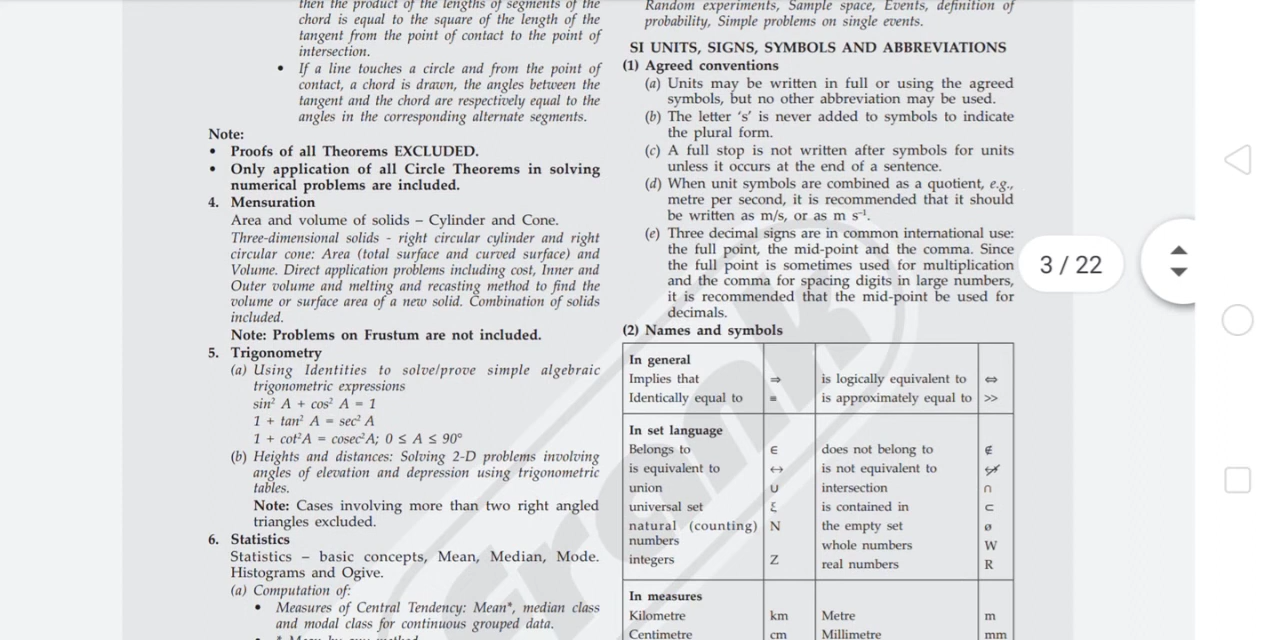 then the product of the lengths of segments of the
chord is equal to the square of the length of the
tangent from the point of contact to the point of
intersection.
• If a line touches a circle and from the point of
contact, a chord is drawn, the angles between the
tangent and the chord are respectively equal to the
angles in the corresponding alternate segments.
Note:
• Proofs of all Theorems EXCLUDED.
• Only application of all Circle Theorems in solving
numerical problems are included.
4. Mensuration
Area and volume of solids – Cylinder and Cone.
Three-dimensional solids - right circular cylinder and right
circular cone: Area (total surface and curved surface) and
Volume. Direct application problems including cost, Inner and
Outer volume and melting and recasting method to find the
volume or surface area of a new solid. Combination of solids
included.
Note: Problems on Frustum are not included.
5. Trigonometry
(a) Using Identities to solve/prove simple algebraic
trigonometric expressions
sin² A + cos² A = 1
1 + tan² A = sec² A
1 + cot²A = cosec²A; 0 ≤ A ≤ 90°
(b) Heights and distances: Solving 2-D problems involving
angles of elevation and depression using trigonometric
tables.
Note: Cases involving more than two right angled
triangles excluded.
6. Statistics
Statistics – basic concepts, Mean, Median, Mode.
Histograms and Ogive.
(a) Computation of:
• Measures of Central Tendency: Mean*, median class
and modal class for continuous grouped data.
• * Mean by any method
Random experiments, Sample space, Events, definition of
probability, Simple problems on single events.
SI UNITS, SIGNS, SYMBOLS AND ABBREVIATIONS
(1) Agreed conventions
(a) Units may be written in full or using the agreed
symbols, but no other abbreviation may be used.
(b) The letter ‘s’ is never added to symbols to indicate
the plural form.
(c) A full stop is not written after symbols for units
unless it occurs at the end of a sentence.
(d) When unit symbols are combined as a quotient, e.g.,
metre per second, it is recommended that it should
be written as m/s, or as m s⁻¹.
(e) Three decimal signs are in common international use:
the full point, the mid-point and the comma. Since
the full point is sometimes used for multiplication
and the comma for spacing digits in large numbers,
it is recommended that the mid-point be used for
decimals.
(2) Names and symbols
In general
Implies that ⇒ is logically equivalent to ⇔
Identically equal to ≡ is approximately equal to >>
In set language
Belongs to ∈ does not belong to ∉
is equivalent to ↔ is not equivalent to ↮
union ∪ intersection ∩
universal set ξ is contained in ⊂
natural (counting) N the empty set ø
numbers whole numbers W
integers Z real numbers R
In measures
Kilometre km Metre m
Centimetre cm Millimetre mm
3 / 22
Frank